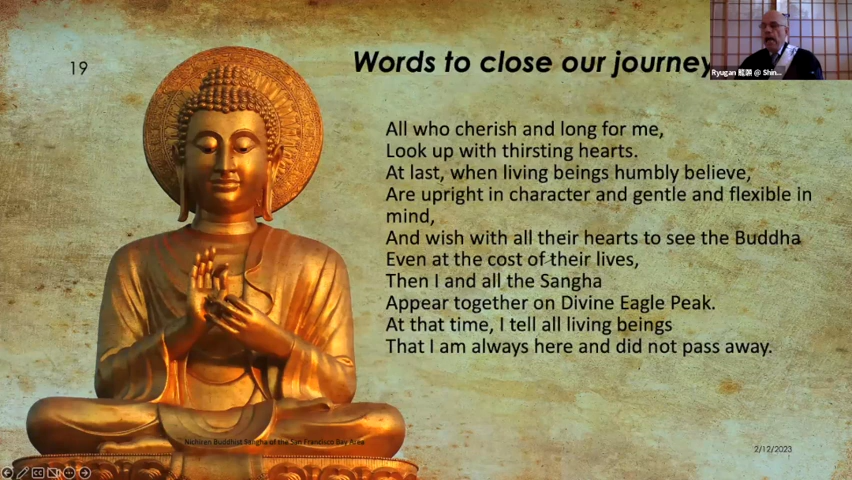 19
Words to close our journey
Ryugan 龍顕 @ Shin...
All who cherish and long for me,
Look up with thirsting hearts.
At last, when living beings humbly believe,
Are upright in character and gentle and flexible in
mind,
And wish with all their hearts to see the Buddha
Even at the cost of their lives,
Then I and all the Sangha
Appear together on Divine Eagle Peak.
At that time, I tell all living beings
That I am always here and did not pass away.
Nichiren Buddhist Sangha of the San Francisco Bay Area
2/12/2023